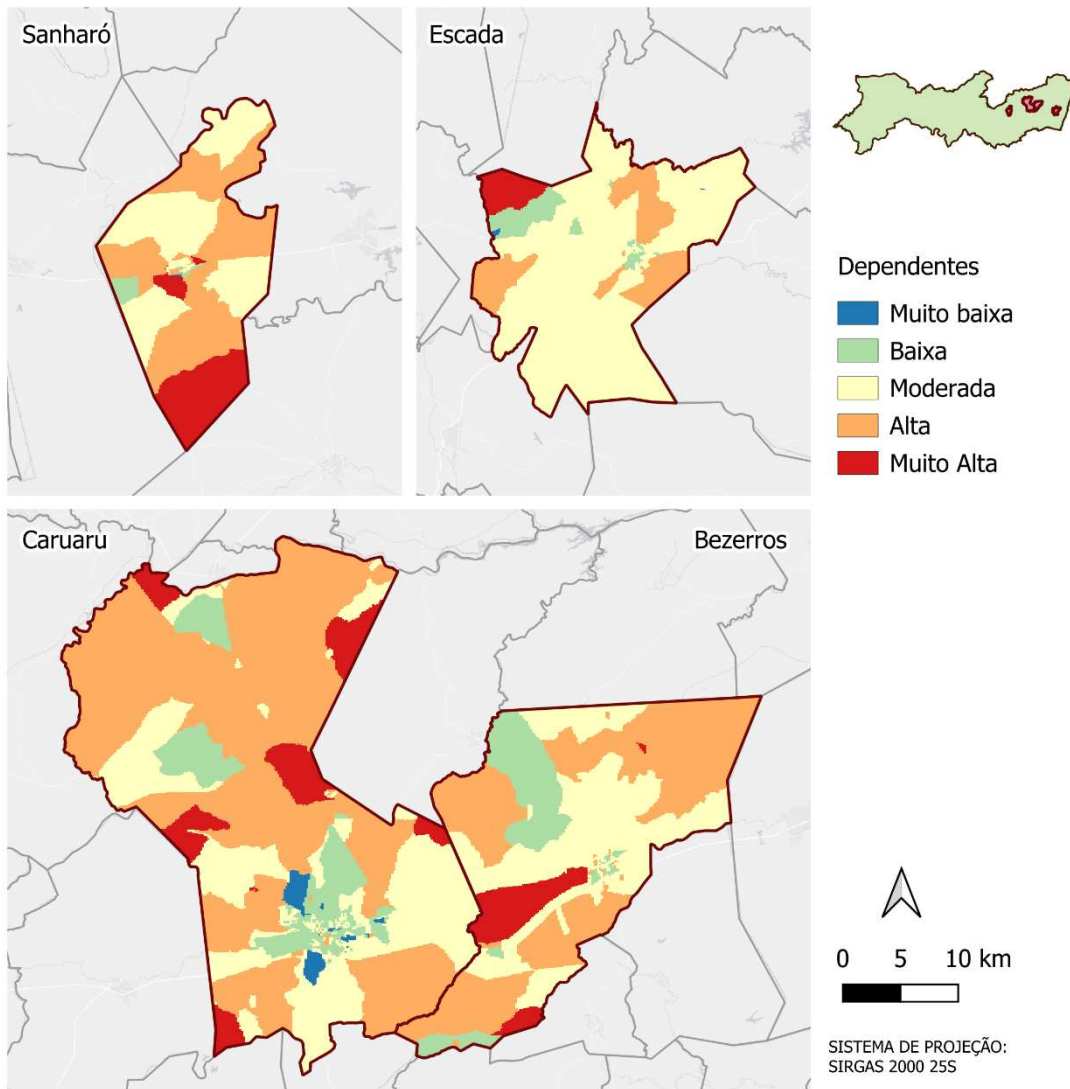 Sanharó
Escada
Dependentes
Muito baixa
Baixa
Moderada
Alta
Muito Alta
Caruaru
Bezerros
0 5 10 km
SISTEMA DE PROJEÇÃO:
SIRGAS 2000 25S